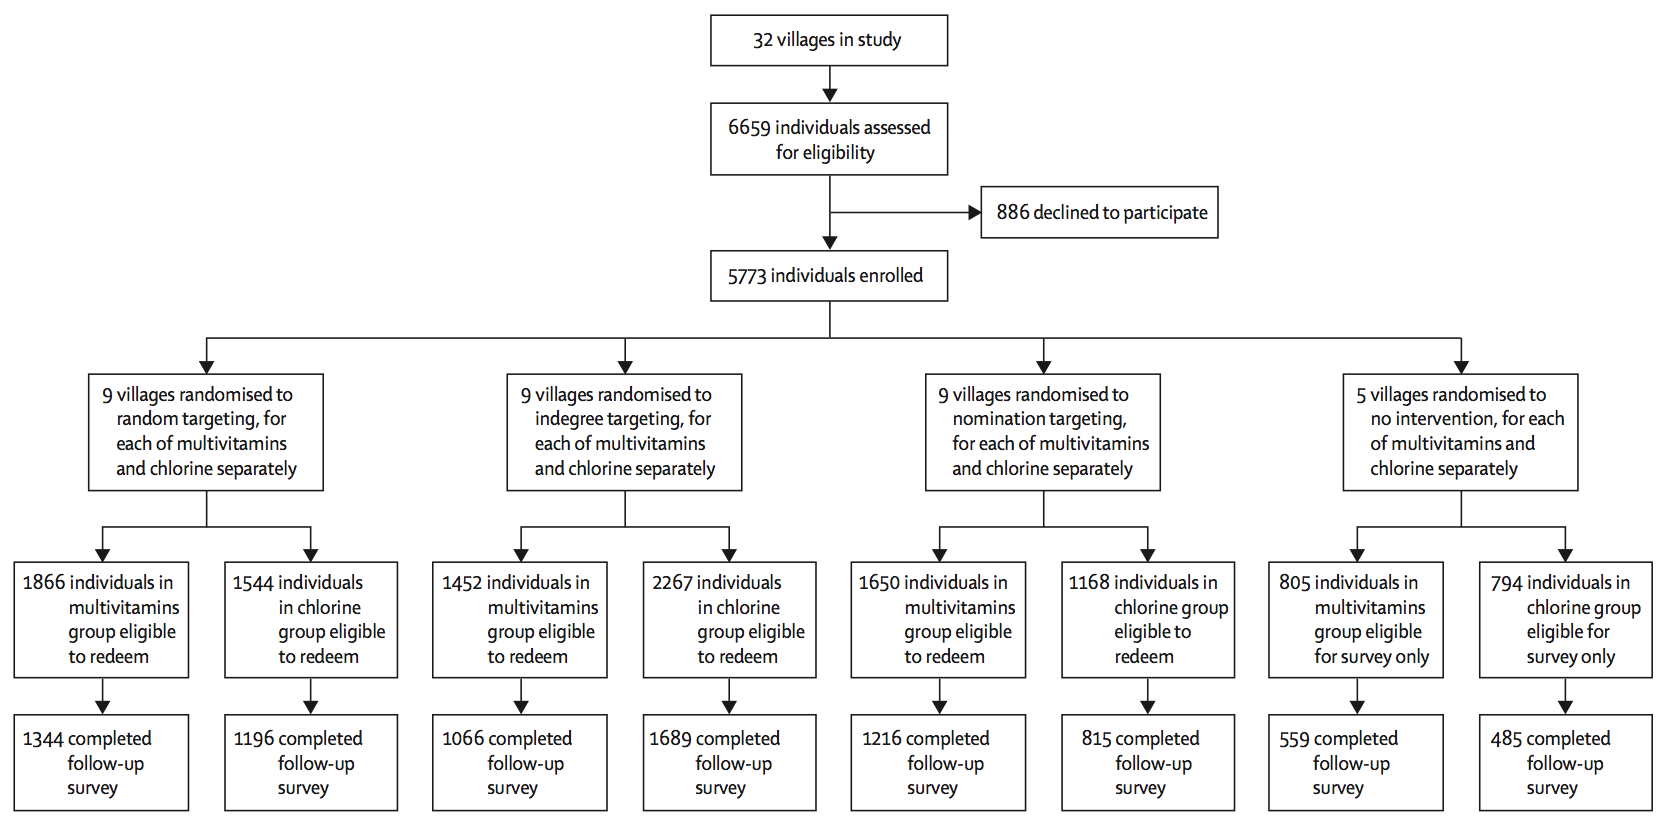 32 villages in study
6659 individuals assessed
for eligibility
886 declined to participate
5773 individuals enrolled
9 villages randomised to
random targeting, for
each of multivitamins
and chlorine separately
9 villages randomised to
indegree targeting, for
each of multivitamins
and chlorine separately
9 villages randomised to
nomination targeting,
for each of multivitamins
and chlorine separately
5 villages randomised to
no intervention, for each
of multivitamins and
chlorine separately
1866 individuals in
multivitamins
group eligible
to redeem
1544 individuals
in chlorine
group eligible
to redeem
1452 individuals in
multivitamins
group eligible
to redeem
2267 individuals
in chlorine
group eligible
to redeem
1650 individuals in
multivitamins
group eligible
to redeem
1168 individuals in
chlorine group
eligible to
redeem
805 individuals in
multivitamins
group eligible
for survey only
794 individuals in
chlorine group
eligible for
survey only
1344 completed
follow-up
survey
1196 completed
follow-up
survey
1066 completed
follow-up
survey
1689 completed
follow-up
survey
1216 completed
follow-up
survey
815 completed
follow-up
survey
559 completed
follow-up
survey
485 completed
follow-up
survey